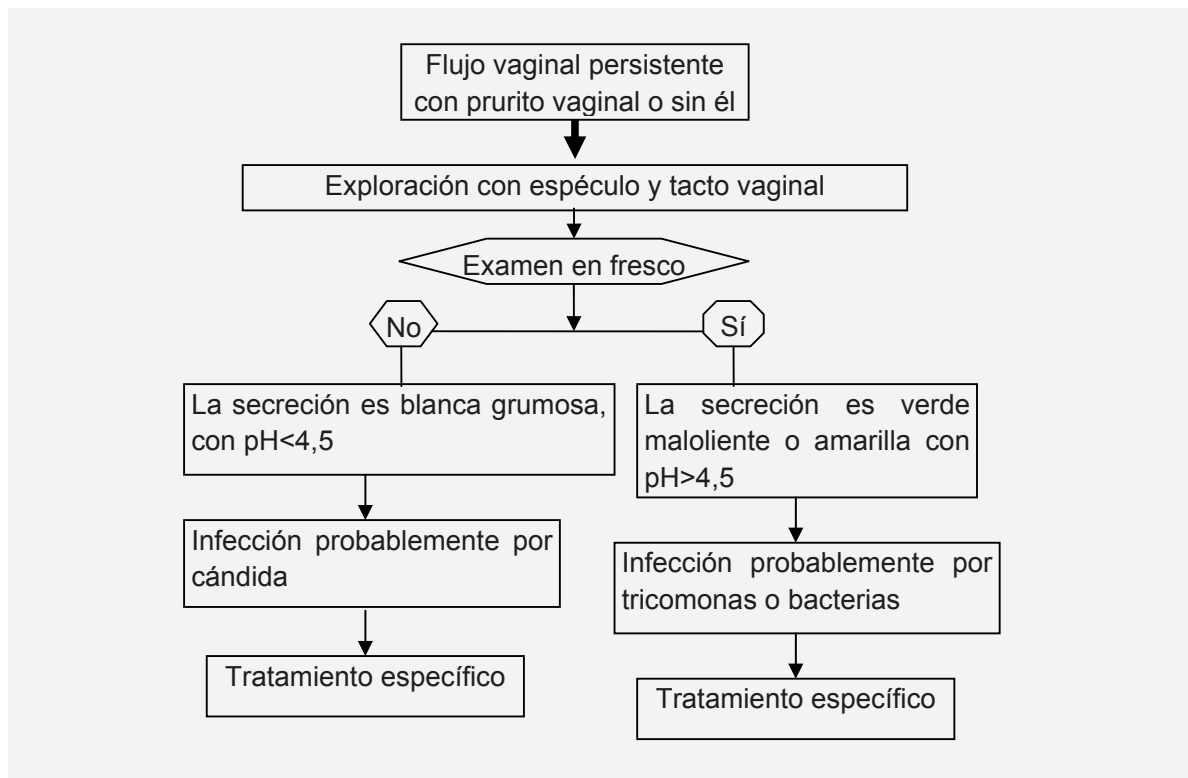 Flujo vaginal persistente
con prurito vaginal o sin él
Exploración con espéculo y tacto vaginal
Examen en fresco
No
Sí
La secreción es blanca grumosa,
con pH<4,5
La secreción es verde
maloliente o amarilla con
pH>4,5
Infección probablemente por
cándida
Infección probablemente por
tricomonas o bacterias
Tratamiento específico
Tratamiento específico